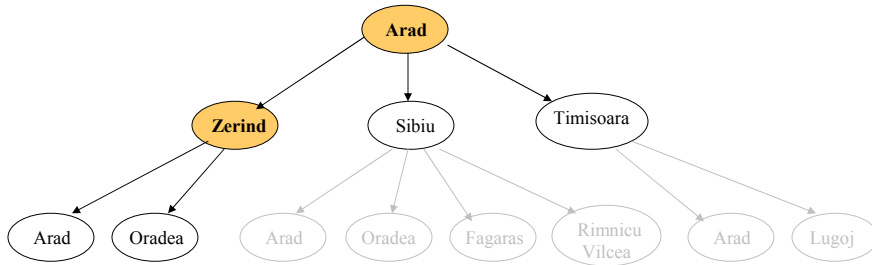 Arad
Zerind
Sibiu
Timisoara
Arad
Oradea
Arad
Oradea
Fagaras
Rimnicu
Vilcea
Arad
Lugoj